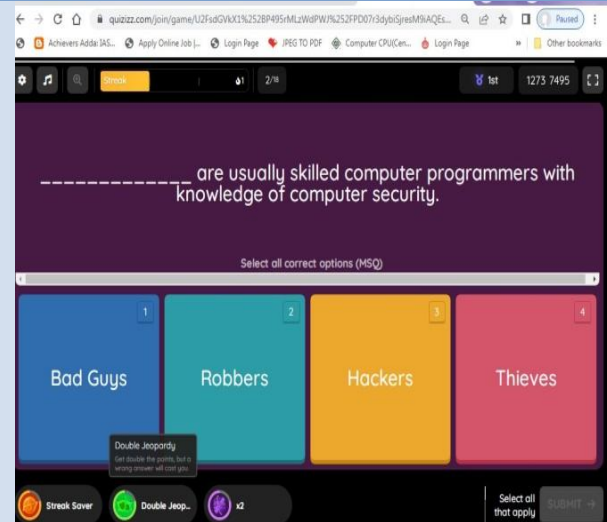 quizizz.com/join/game/U2FsdGVkX1%252BP495rMLzWdPWJ%252FPD07r3dybiSjresM9iAQEs... Paused
Achievers Adda: IAS... Apply Online Job |... Login Page JPEG TO PDF Computer CPU(Cen... Login Page » Other bookmarks
Streak 1 2/18 1st 1273 7495
_____________ are usually skilled computer programmers with
knowledge of computer security.
Select all correct options (MSQ)
1 2 3 4
Bad Guys Robbers Hackers Thieves
Double Jeopardy
Get double the points, but a
wrong answer will cost you
Streak Saver Double Jeop... x2
Select all
that apply
SUBMIT →